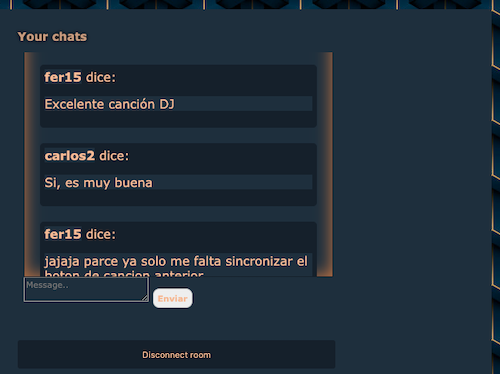 Your chats
fer15 dice:
Excelente canción DJ
carlos2 dice:
Si, es muy buena
fer15 dice:
jajaja parce ya solo me falta sincronizar el
boton de cancion anterior
Message..
Enviar
Disconnect room